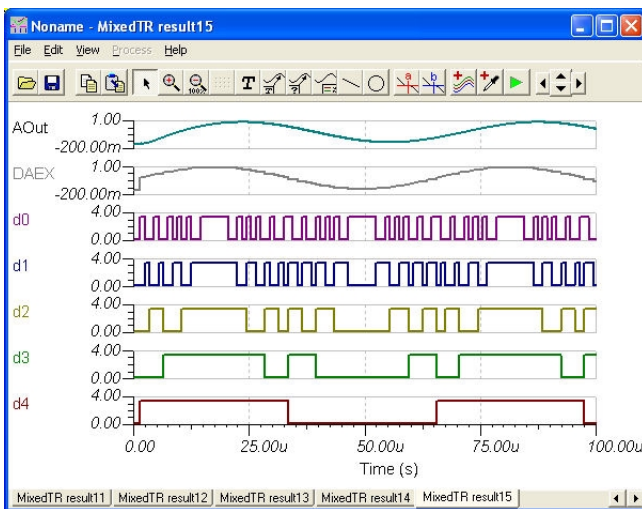 Noname - MixedTR result15
File Edit View Process Help
100%
T
a
b
AOut
1.00
-200.00m
DAEX
1.00
-200.00m
d0
4.00
0.00
d1
4.00
0.00
d2
4.00
0.00
d3
4.00
0.00
d4
4.00
0.00
0.00 25.00u 50.00u 75.00u 100.00u
Time (s)
MixedTR result11 MixedTR result12 MixedTR result13 MixedTR result14 MixedTR result15